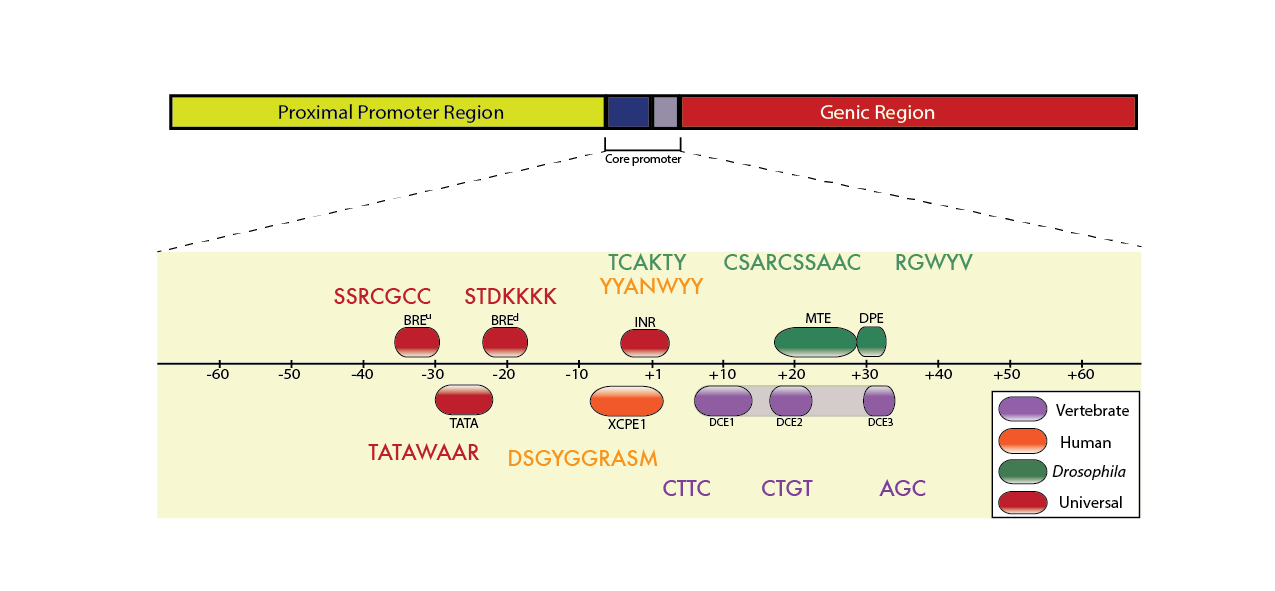 Proximal Promoter Region
Genic Region
Core promoter
TCAKTY
CSARCSSAAC
RGWYV
YYANWYY
SSRCGCC
STDKKKK
BREu
BREd
INR
MTE
DPE
-60
-50
-40
-30
-20
-10
+1
+10
+20
+30
+40
+50
+60
TATA
XCPE1
DCE1
DCE2
DCE3
TATAWAAR
DSGYGGRASM
CTTC
CTGT
AGC
Vertebrate
Human
Drosophila
Universal